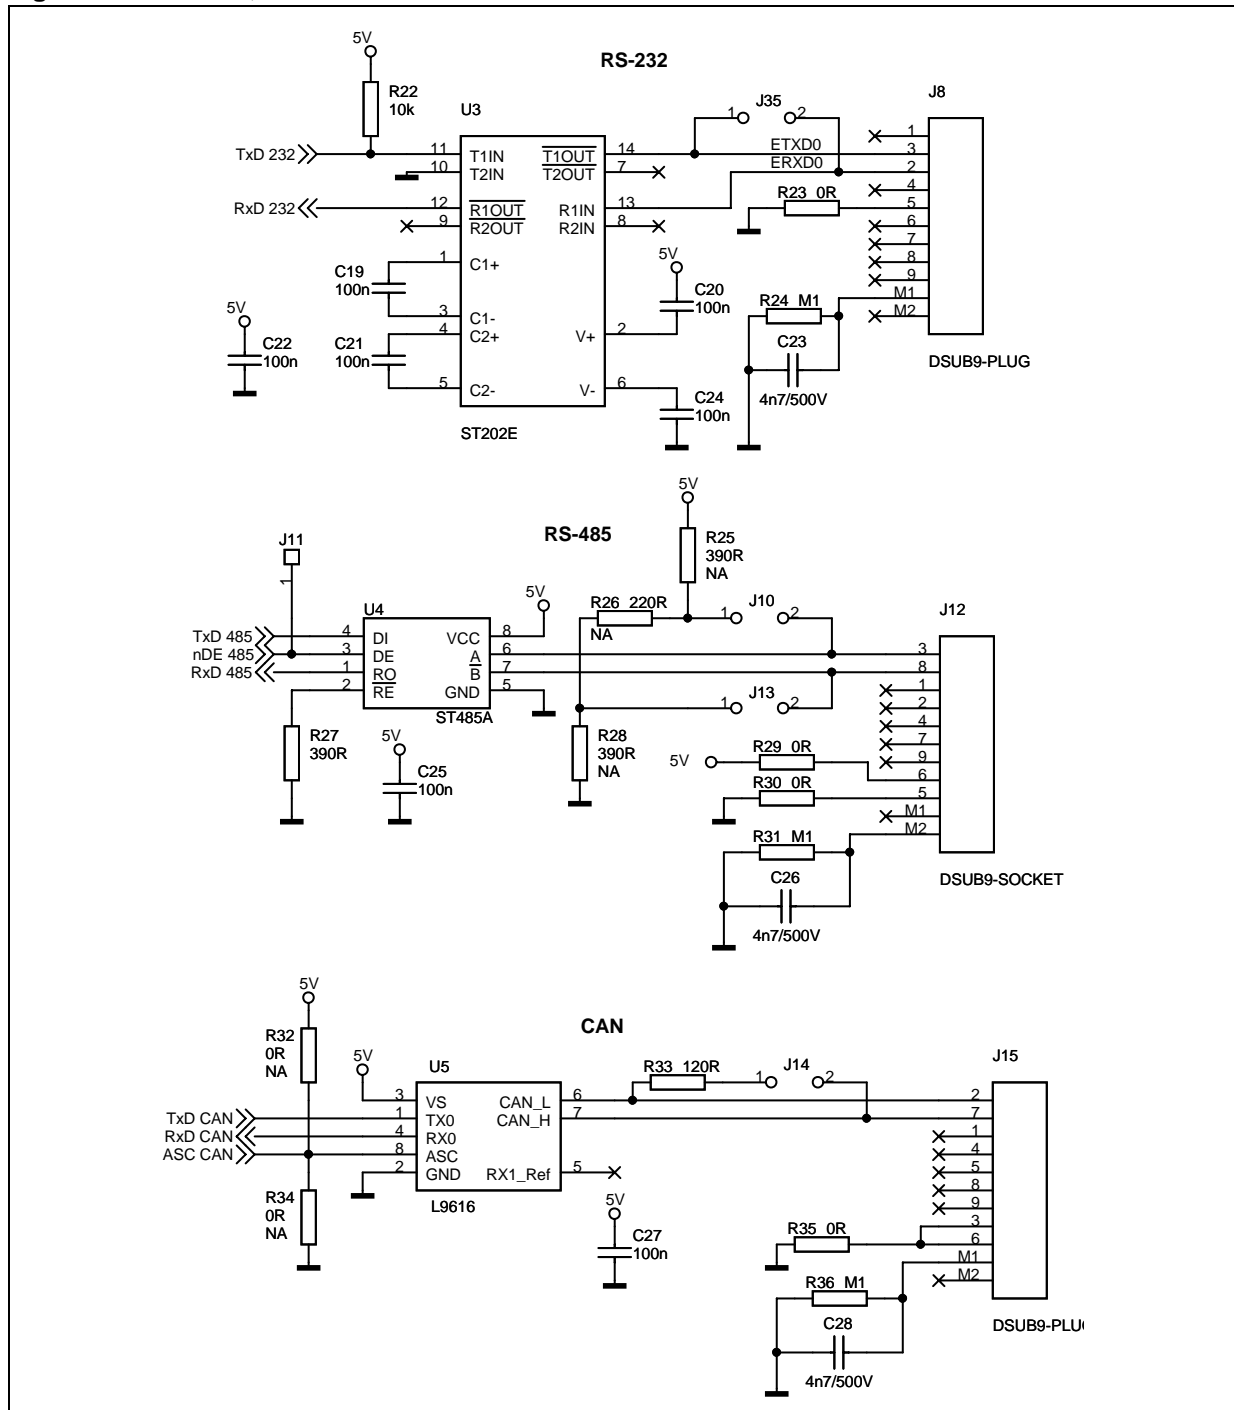 RS-232
5V
R22
10k
U3
J35
1 2
J8
TxD 232
11 T1IN
10 T2IN
T1OUT 14
T2OUT 7
ETXD0
ERXD0
RxD 232
12 R1OUT
9 R2OUT
R1IN 13
R2IN 8
R23 0R
1
3
2
4
5
6
7
8
9
M1
M2
1 C1+
C19
100n
3 C1-
4 C2+
5V
C20
100n
V+ 2
R24 M1
C23
4n7/500V
DSUB9-PLUG
5V
C22
100n
C21
100n
5 C2-
V- 6
C24
100n
ST202E
RS-485
5V
R25
390R
NA
J11
1
U4
5V
R26 220R
NA
1 J10 2
J12
TxD 485
nDE 485
RxD 485
4 DI
3 DE
1 RO
2 RE
VCC 8
A 6
B 7
GND 5
ST485A
1 J13 2
3
8
1
2
4
7
9
6
5
M1
M2
R27
390R
5V
C25
100n
R28
390R
NA
5V
R29 0R
R30 0R
R31 M1
C26
4n7/500V
DSUB9-SOCKET
CAN
5V
R32
0R
NA
5V
U5
R33 120R
1 J14 2
J15
TxD CAN
RxD CAN
ASC CAN
3 VS
1 TX0
4 RX0
8 ASC
2 GND
CAN_L 6
CAN_H 7
RX1_Ref 5
L9616
2
7
1
4
5
8
9
3
6
M1
M2
R34
0R
NA
5V
C27
100n
R35 0R
R36 M1
C28
4n7/500V